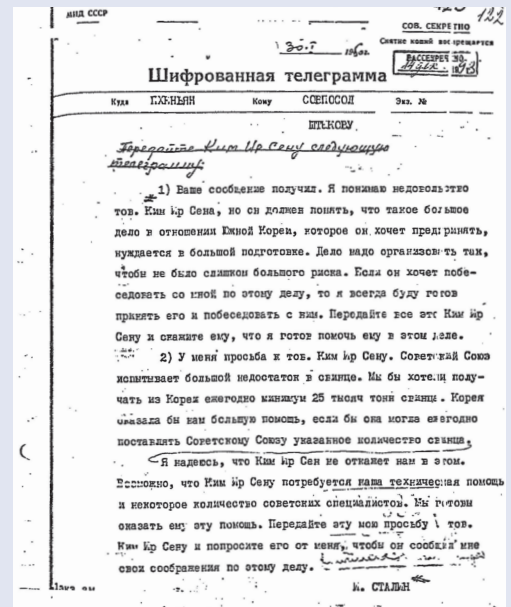 МИД СССР
122
СОВ. СЕКРЕТНО
Снятие копий воспрещается
30.I 1950г.
РАССЕКРЕЧЕНО
Шифрованная телеграмма
Куда ПХЕНЬЯН Кому СОВПОСОЛ Экз. №
ШТЫКОВУ.
Передайте Ким Ир Сену следующую
телеграмму:
1) Ваше сообщение получил. Я понимаю недовольство
тов. Ким Ир Сена, но он должен понять, что такое большое
дело в отношении Южной Кореи, которое он хочет предпринять,
нуждается в большой подготовке. Дело надо организовать так,
чтобы не было слишком большого риска. Если он хочет побе-
седовать со мной по этому делу, то я всегда буду готов
принять его и побеседовать с ним. Передайте все это Ким Ир
Сену и скажите ему, что я готов помочь ему в этом деле.
2) У меня просьба к тов. Ким Ир Сену. Советский Союз
испытывает большой недостаток в свинце. Мы бы хотели полу-
чать из Кореи ежегодно минимум 25 тысяч тонн свинца. Корея
оказала бы нам большую помощь, если бы она могла ежегодно
поставлять Советскому Союзу указанное количество свинца.
Я надеюсь, что Ким Ир Сен не откажет нам в этом.
Возможно, что Ким Ир Сену потребуется наша техническая помощь
и некоторое количество советских специалистов. Мы готовы
оказать ему эту помощь. Передайте эту мою просьбу тов.
Ким Ир Сену и попросите его от меня, чтобы он сообщил мне
свои соображения по этому делу.
И. СТАЛИН